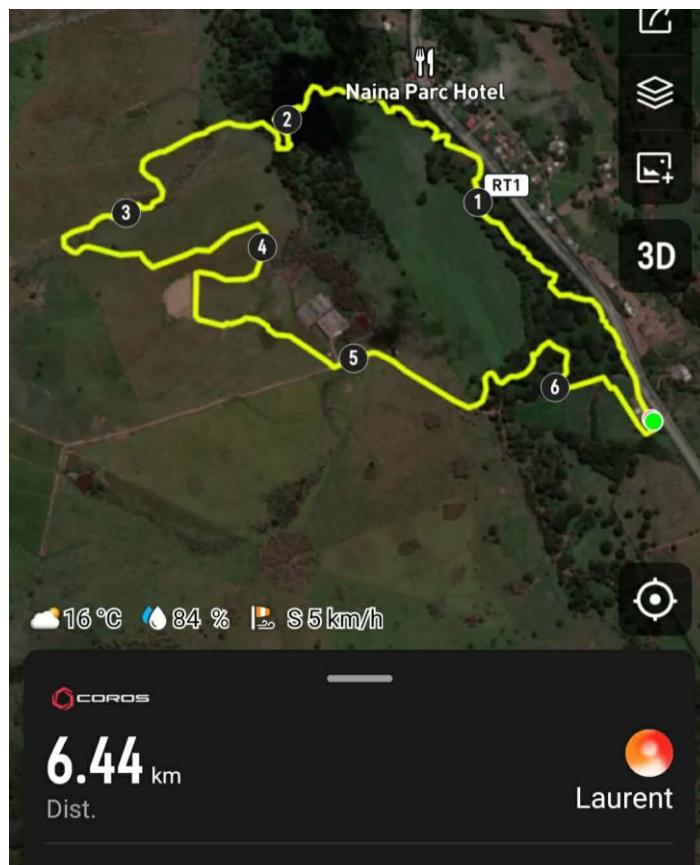 Naina Parc Hotel
2
RT1
1
3
3D
4
5
6
16 °C 84 % S 5 km/h
COROS
6.44 km
Dist.
Laurent